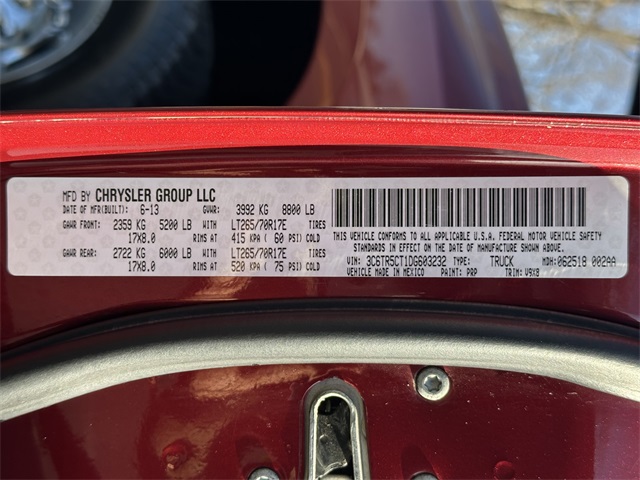 MFD BY CHRYSLER GROUP LLC
DATE OF MFR(BUILT): 6-13 GVWR: 3992 KG 8800 LB
GAWR FRONT: 2359 KG 5200 LB WITH LT265/70R17E TIRES
17X8.0 RIMS AT 415 KPA ( 60 PSI) COLD
GAWR REAR: 2722 KG 6000 LB WITH LT265/70R17E TIRES
17X8.0 RIMS AT 520 KPA ( 75 PSI) COLD
THIS VEHICLE CONFORMS TO ALL APPLICABLE U.S.A. FEDERAL MOTOR VEHICLE SAFETY
STANDARDS IN EFFECT ON THE DATE OF MANUFACTURE SHOWN ABOVE.
VIN: 3C6TR5CT1DG603232 TYPE: TRUCK MDH: 062518 002AA
VEHICLE MADE IN MEXICO PAINT: PRP TRIM: V9X8